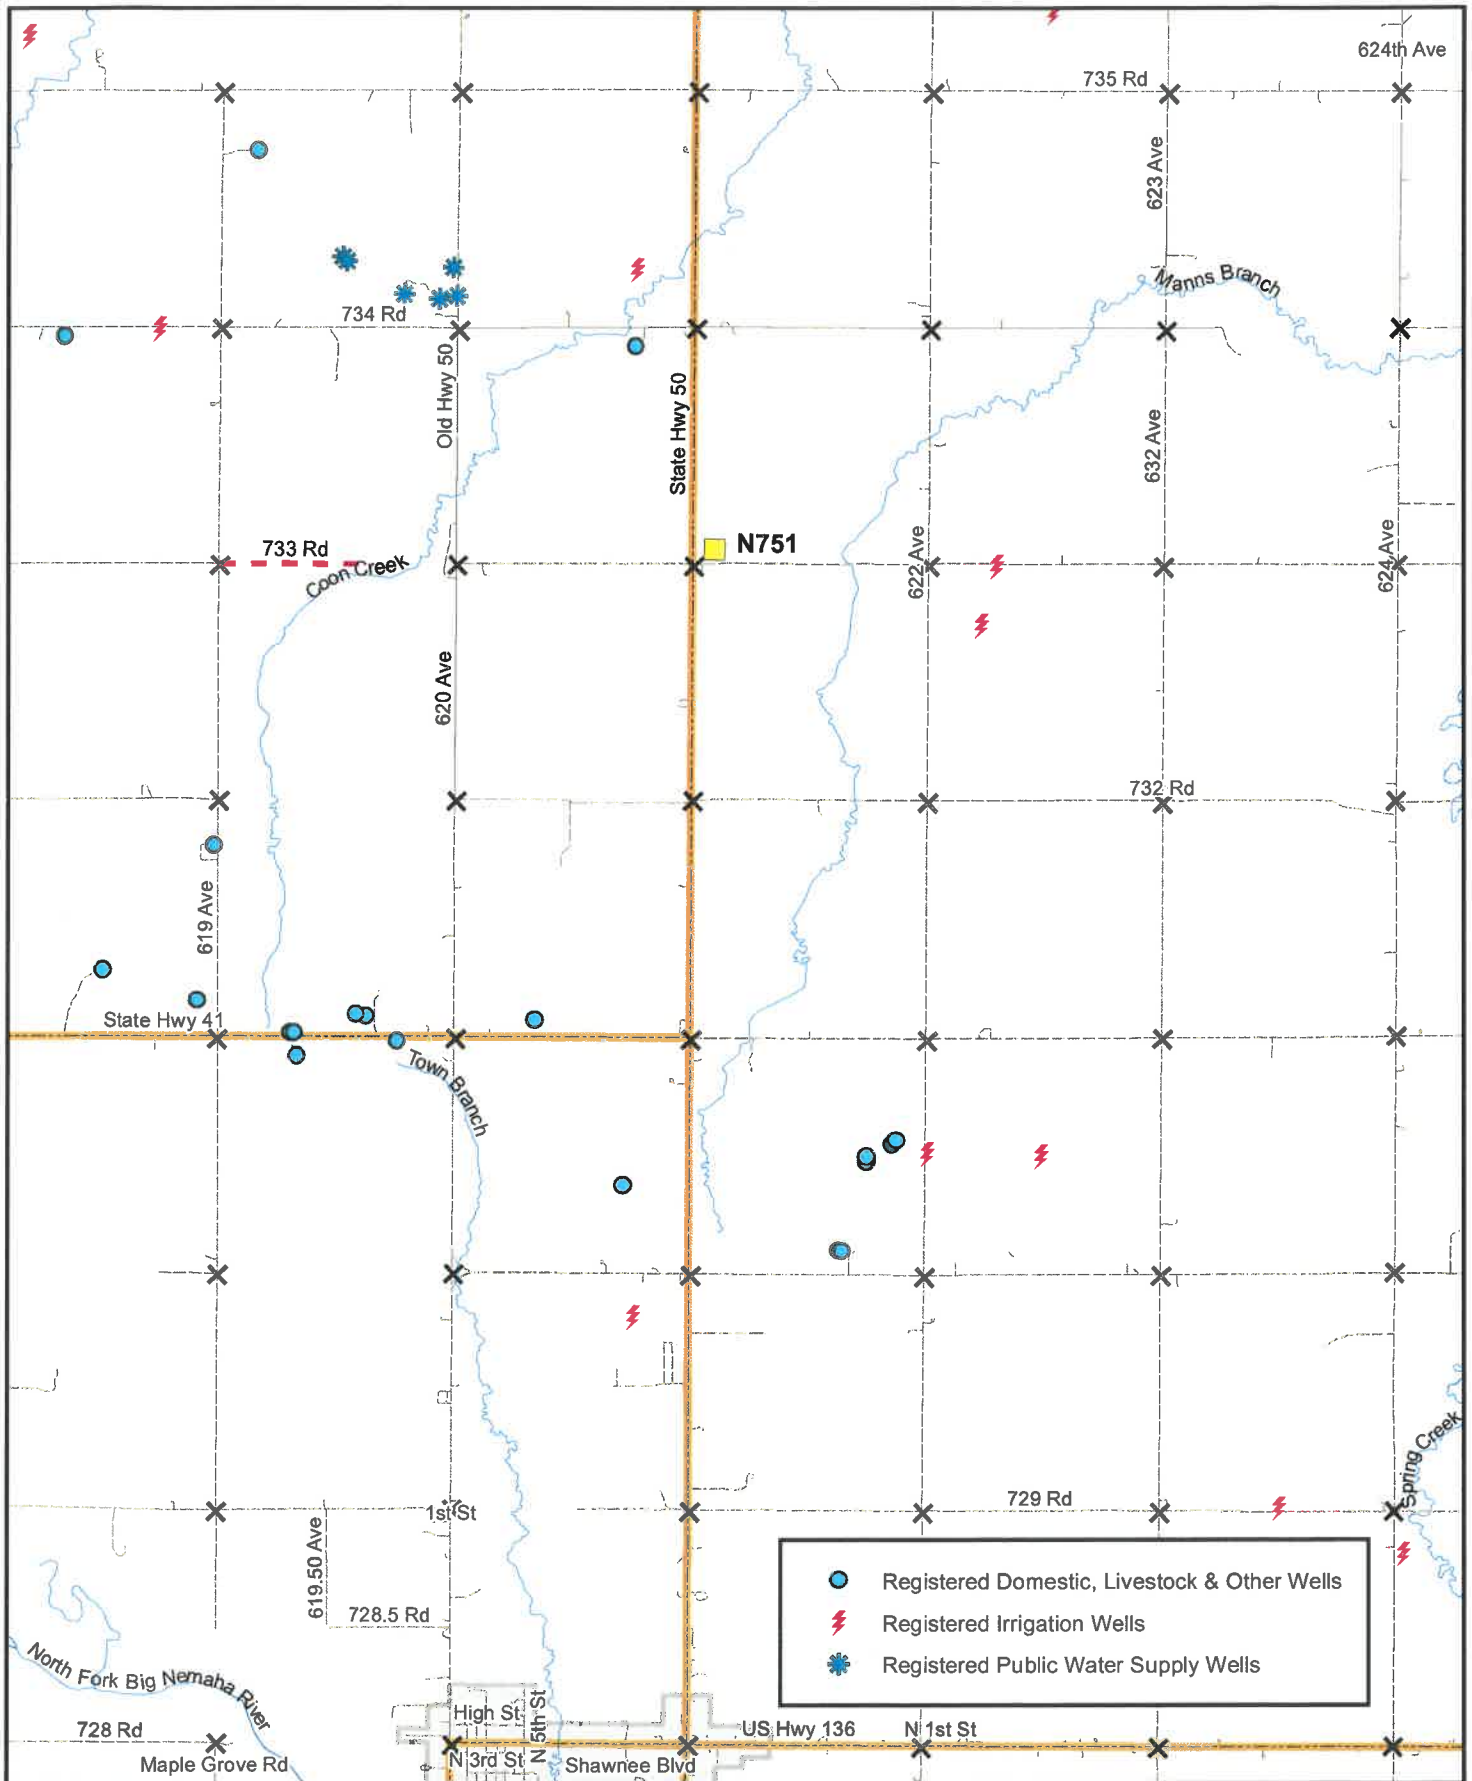 624th Ave
735 Rd
623 Ave
Manns Branch
734 Rd
Old Hwy 50
State Hwy 50
632 Ave
N751
733 Rd
Coon Creek
622 Ave
624 Ave
620 Ave
732 Rd
619 Ave
State Hwy 41
Town Branch
Spring Creek
729 Rd
1st St
619.50 Ave
728.5 Rd
Registered Domestic, Livestock & Other Wells
Registered Irrigation Wells
Registered Public Water Supply Wells
North Fork Big Nemaha River
High St
N 5th St
728 Rd
US Hwy 136
N 1st St
Maple Grove Rd
N 3rd St
Shawnee Blvd